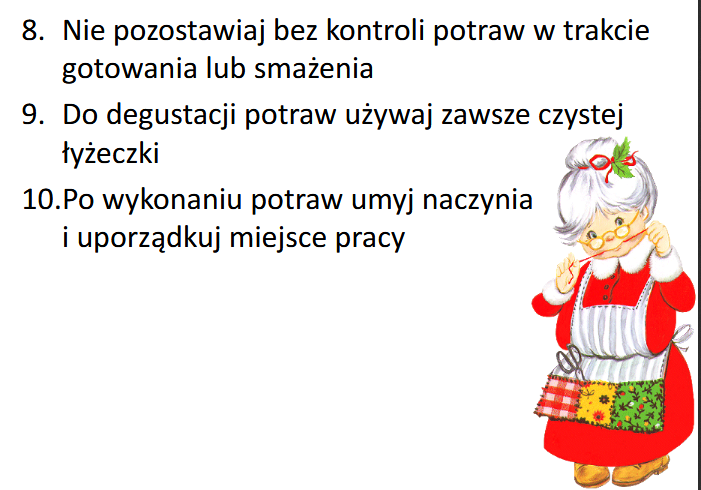 8. Nie pozostawiaj bez kontroli potraw w trakcie
gotowania lub smażenia
9. Do degustacji potraw używaj zawsze czystej
łyżeczki
10.Po wykonaniu potraw umyj naczynia
i uporządkuj miejsce pracy